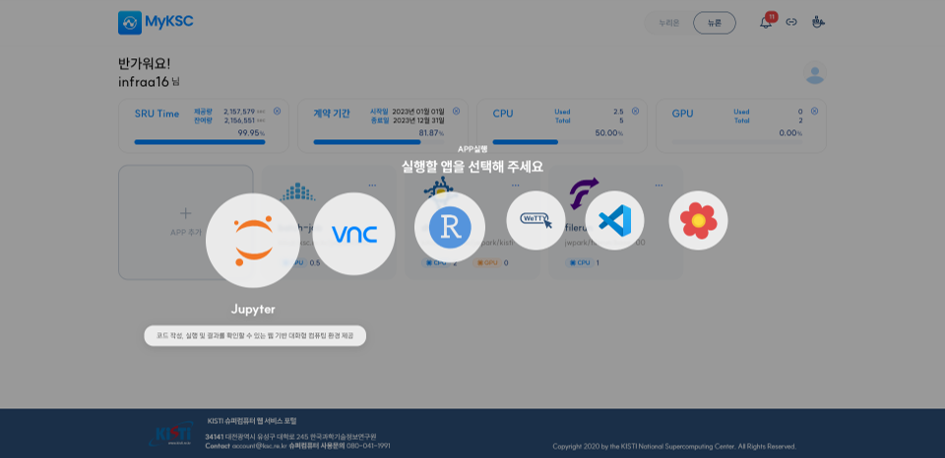 MyKSC
누리온
뉴론
11
반가워요!
infraa16 님
SRU Time
제공량 2,157,579
잔여량 2,156,551
99.95%
계약 기간
시작일 2023년 01월 01일
종료일 2023년 12월 31일
81.87%
CPU
Used 2.5
Total 5
50.00%
GPU
Used 0
Total 2
0.00%
APP실행
실행할 앱을 선택해 주세요
+
APP 추가
vnc
R
WeTTY
CPU 0.5
GPU 0
CPU 1
Jupyter
코드 작성, 실행 및 결과를 확인할 수 있는 웹 기반 대화형 컴퓨팅 환경 제공
KISTI
KISTI 슈퍼컴퓨터 웹 서비스 포털
34141 대전광역시 유성구 대학로 245 한국과학기술정보연구원
Contact account@ksc.re.kr 슈퍼컴퓨터 사용문의 080-041-1991
Copyright 2020 by the KISTI National Supercomputing Center. All Rights Reserved.